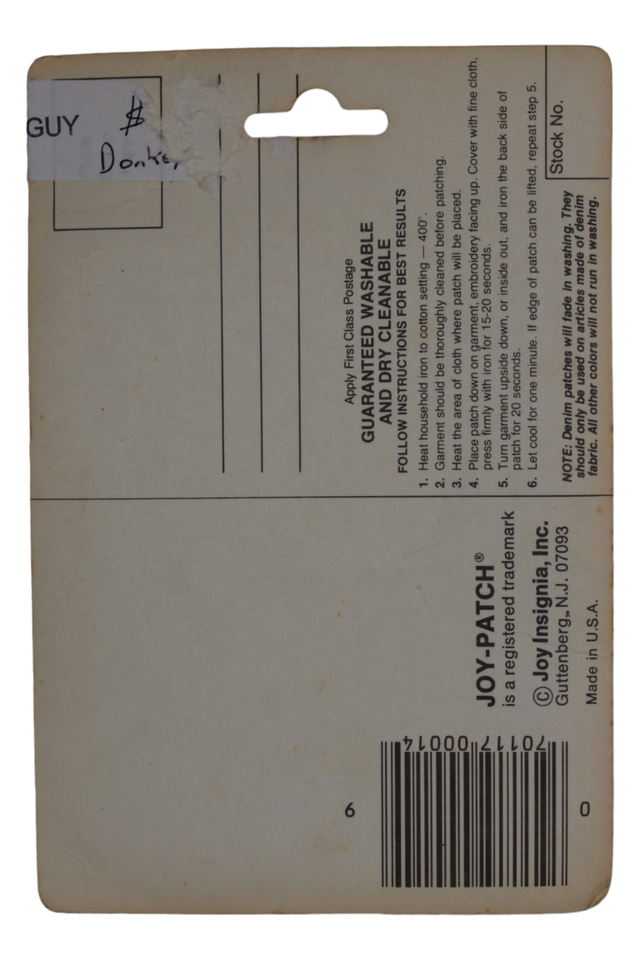 GUY $
Donkey
Apply First Class Postage
GUARANTEED WASHABLE
AND DRY CLEANABLE
FOLLOW INSTRUCTIONS FOR BEST RESULTS
1. Heat household iron to cotton setting — 400°.
2. Garment should be thoroughly cleaned before patching.
3. Heat the area of cloth where patch will be placed.
4. Place patch down on garment, embroidery facing up. Cover with fine cloth,
press firmly with iron for 15-20 seconds.
5. Turn garment upside down, or inside out, and iron the back side of
patch for 20 seconds.
6. Let cool for one minute. If edge of patch can be lifted, repeat step 5.
Stock No.
NOTE: Denim patches will fade in washing. They
should only be used on articles made of denim
fabric. All other colors will not run in washing.
JOY-PATCH®
is a registered trademark
© Joy Insignia, Inc.
Guttenberg, N.J. 07093
Made in U.S.A.
0 70117 00014 6